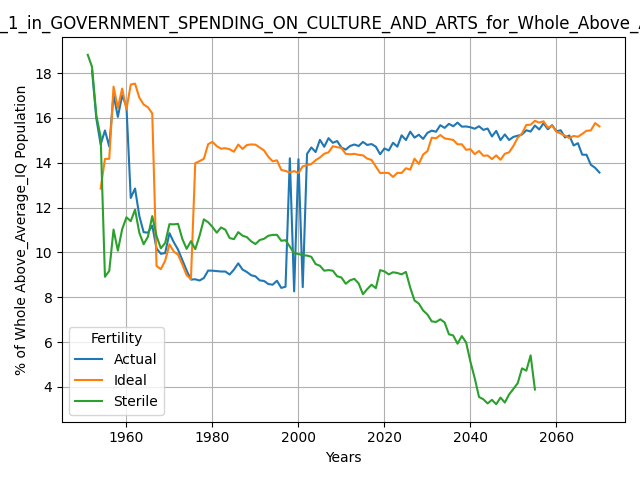 _1_in_GOVERNMENT_SPENDING_ON_CULTURE_AND_ARTS_for_Whole_Above_
% of Whole Above_Average_IQ Population
18
16
14
12
10
8
6
4
Fertility
Actual
Ideal
Sterile
1960 1980 2000 2020 2040 2060
Years